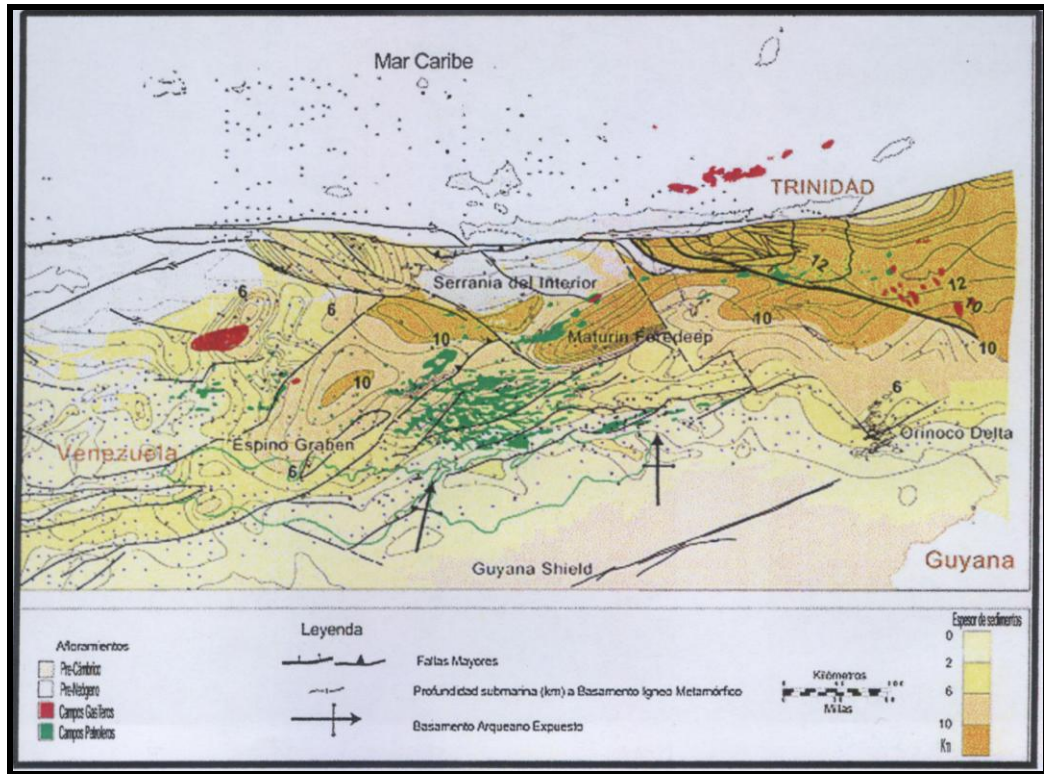 Mar Caribe
TRINIDAD
12
12
10
6
6
Serrania del Interior
10
10
Maturin Foredeep
10
10
6
Espino Graben
Orinoco Delta
Venezuela
6
Guyana Shield
Guyana
Leyenda
Afloramientos
Pre-Cámbrico
Pre-Neógeno
Campos Gasíferos
Campos Petroleros
Fallas Mayores
Profundidad submarina (km) a Basamento Igneo Metamórfico
Basamento Arqueano Expuesto
Kilómetros
Millas
Espesor de sedimentos
0
2
6
10
Km